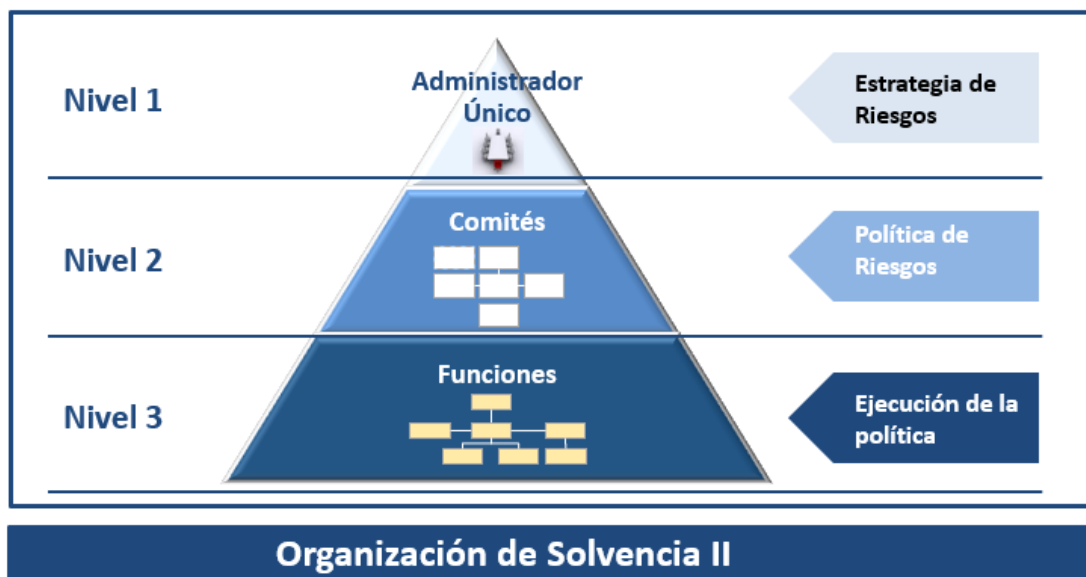 Nivel 1
Administrador
Único
Estrategia de
Riesgos
Nivel 2
Comités
Política de
Riesgos
Nivel 3
Funciones
Ejecución de la
política
Organización de Solvencia II